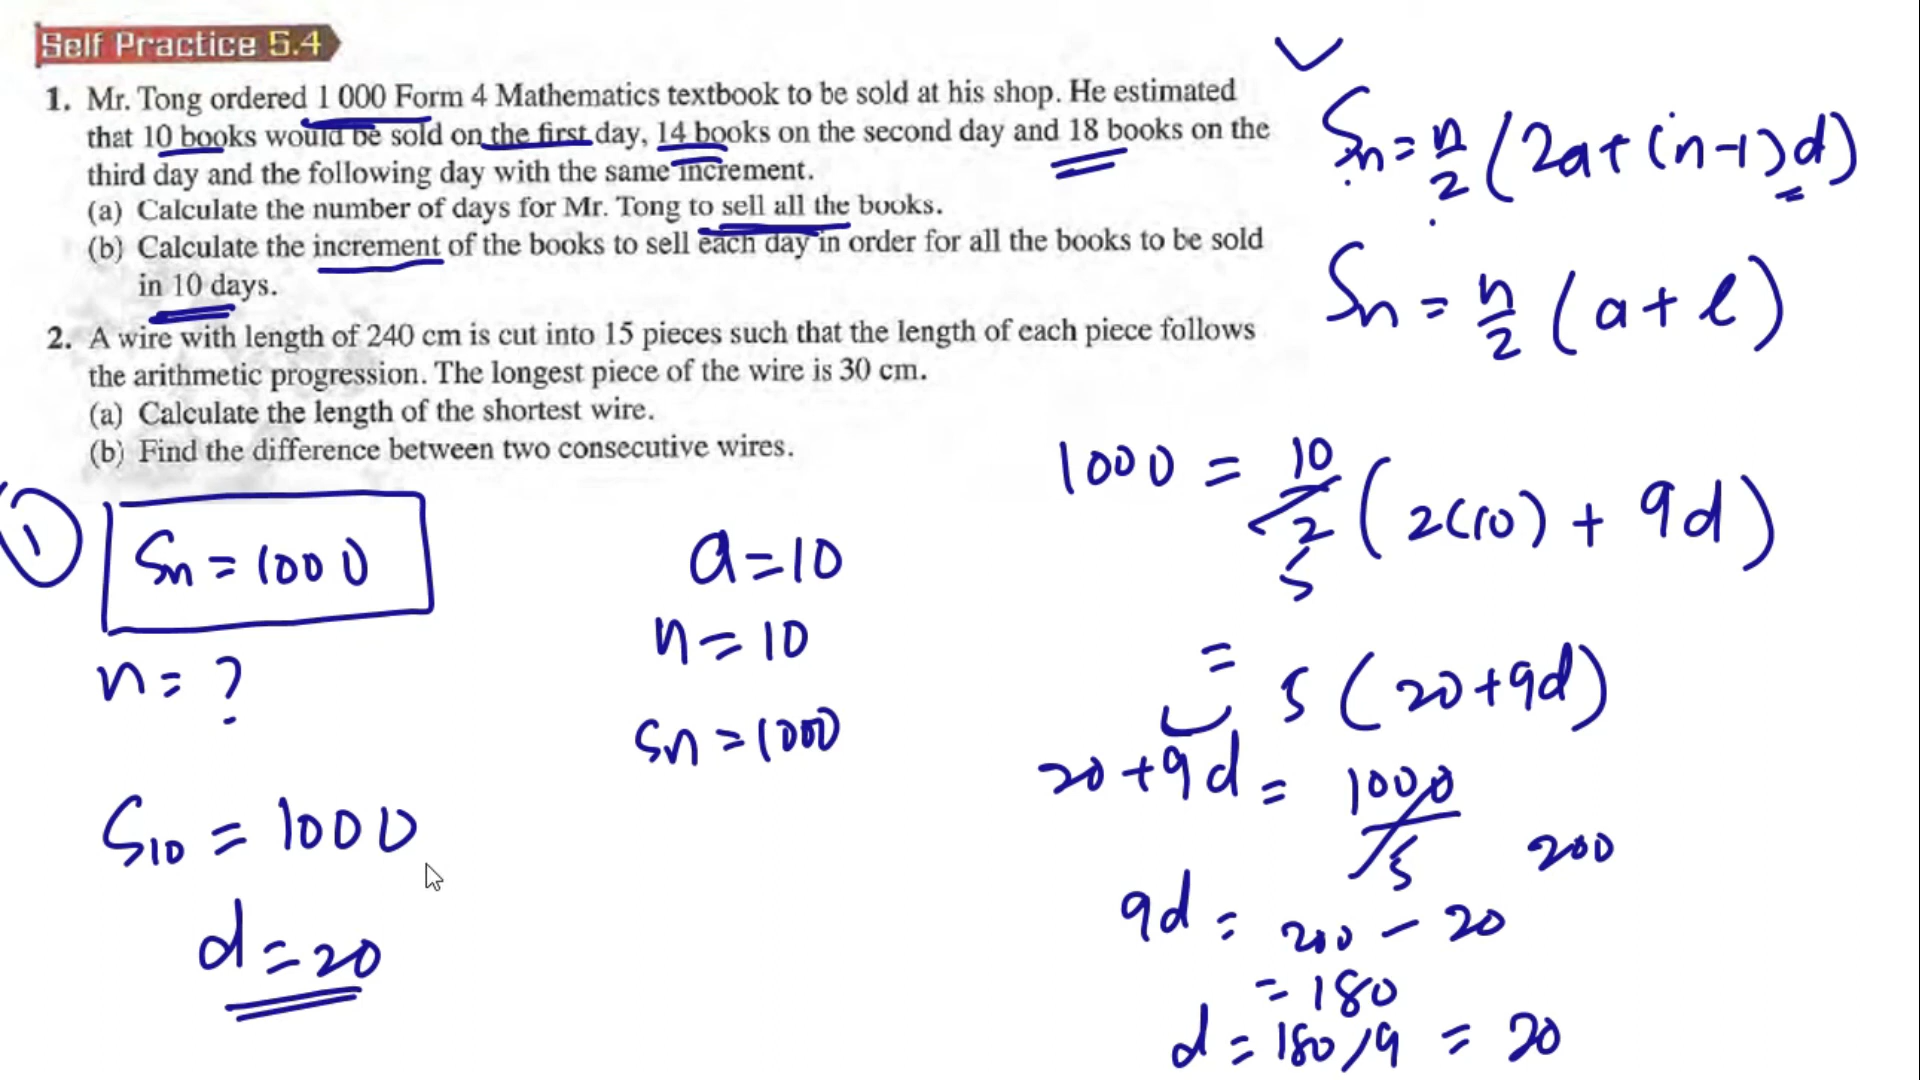 Self Practice 5.4
1. Mr. Tong ordered 1 000 Form 4 Mathematics textbook to be sold at his shop. He estimated
that 10 books would be sold on the first day, 14 books on the second day and 18 books on the
third day and the following day with the same increment.
(a) Calculate the number of days for Mr. Tong to sell all the books.
(b) Calculate the increment of the books to sell each day in order for all the books to be sold
in 10 days.
2. A wire with length of 240 cm is cut into 15 pieces such that the length of each piece follows
the arithmetic progression. The longest piece of the wire is 30 cm.
(a) Calculate the length of the shortest wire.
(b) Find the difference between two consecutive wires.
Sn = n/2 (2a+(n-1)d)
Sn = n/2 (a+l)
1
Sn = 1000
n = ?
S10 = 1000
d = 20
a = 10
n = 10
Sn = 1000
1000 = 10/2 (2(10) + 9d)
5
= 5 (20+9d)
20+9d = 1000/5
200
9d = 200 - 20
= 180
d = 180/9 = 20